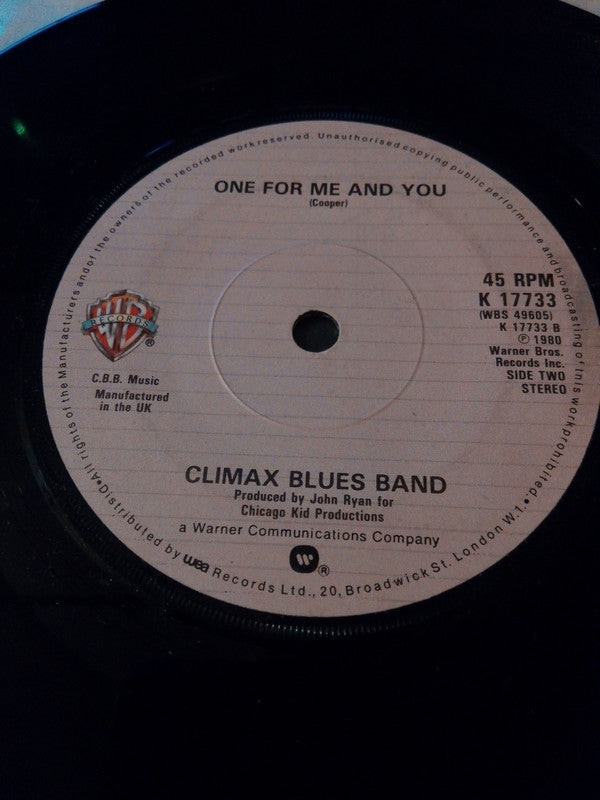 •All rights of the Manufacturers and of the owners of the recorded work reserved. Unauthorised copying public performance and broadcasting of this work prohibited.•
ONE FOR ME AND YOU
(Cooper)
WB
RECORDS
®
C.B.B. Music
Manufactured
in the UK
45 RPM
K 17733
(WBS 49605)
K 17733 B
℗ 1980
Warner Bros.
Records Inc.
SIDE TWO
STEREO
CLIMAX BLUES BAND
Produced by John Ryan for
Chicago Kid Productions
a Warner Communications Company
®
Distributed by wea Records Ltd., 20, Broadwick St. London W.1.